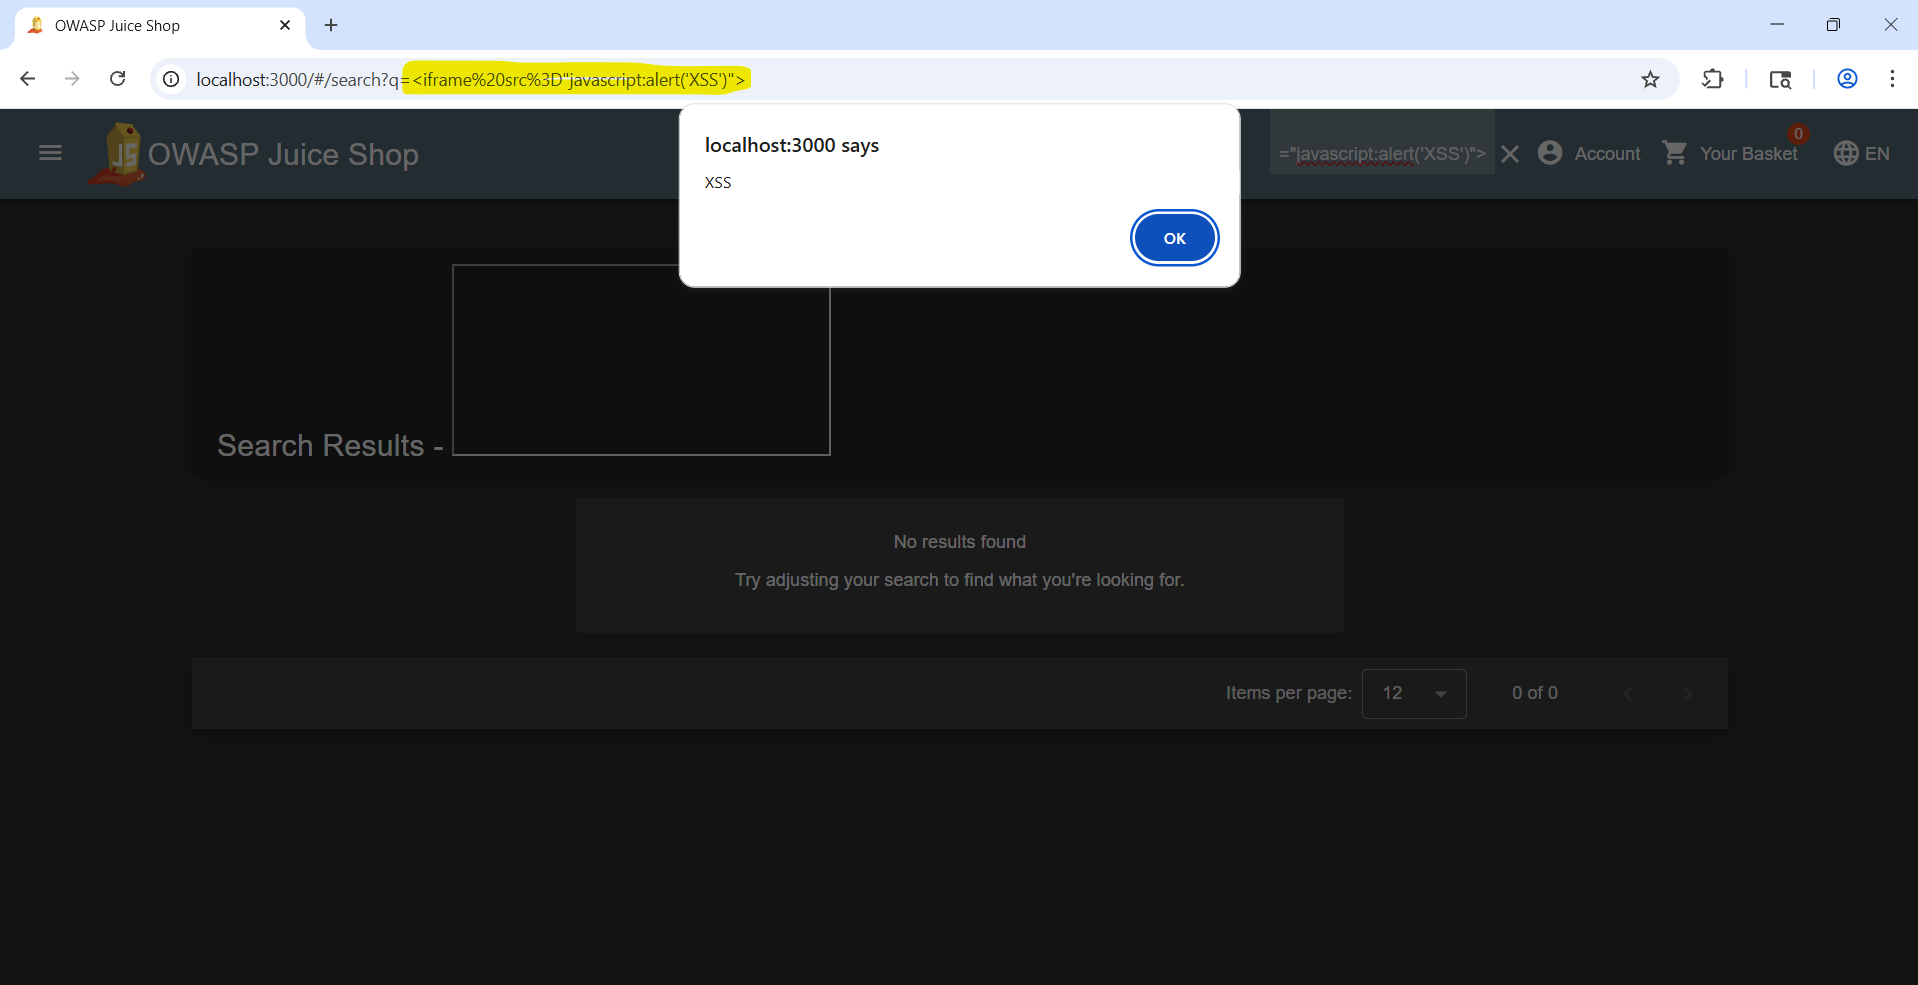 OWASP Juice Shop
localhost:3000/#/search?q=<iframe%20src%3D"javascript:alert('XSS')">
localhost:3000 says
XSS
OK
JS
OWASP Juice Shop
="javascript:alert('XSS')">
Account
Your Basket
0
EN
Search Results -
No results found
Try adjusting your search to find what you're looking for.
Items per page:
12
0 of 0